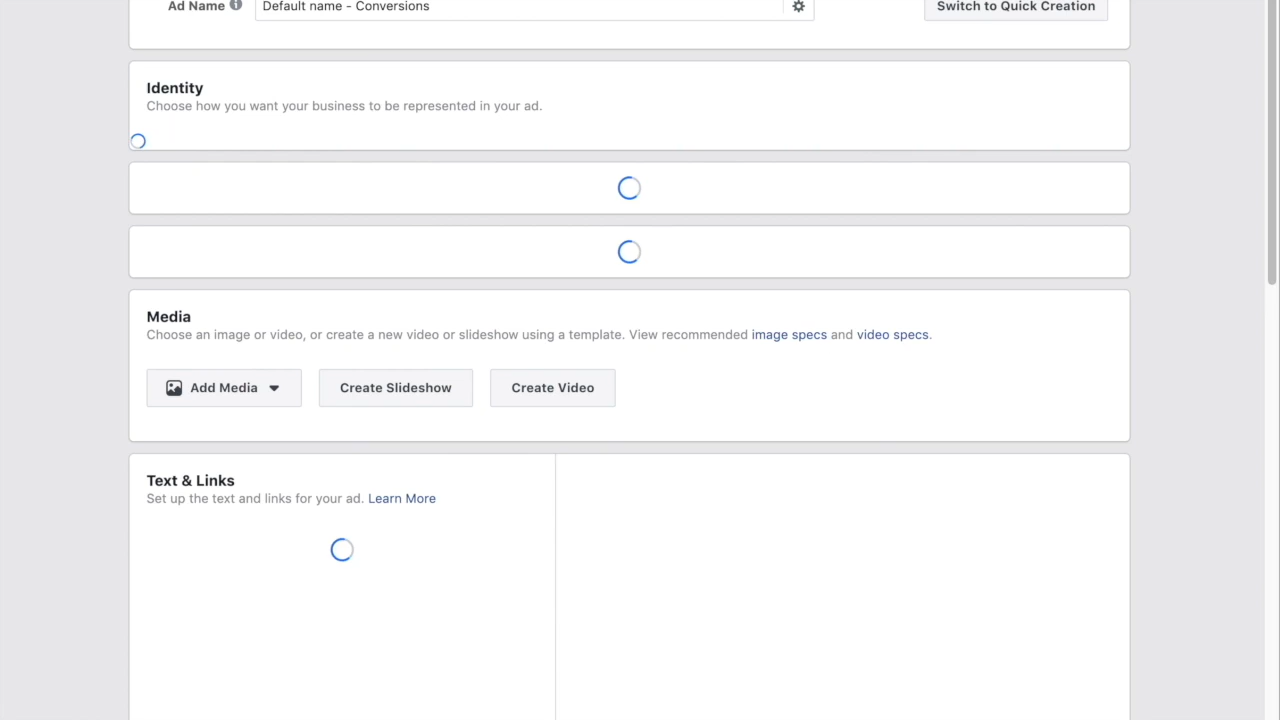 Ad Name Default name - Conversions Switch to Quick Creation
Identity
Choose how you want your business to be represented in your ad.
Media
Choose an image or video, or create a new video or slideshow using a template. View recommended image specs and video specs.
Add Media Create Slideshow Create Video
Text & Links
Set up the text and links for your ad. Learn More